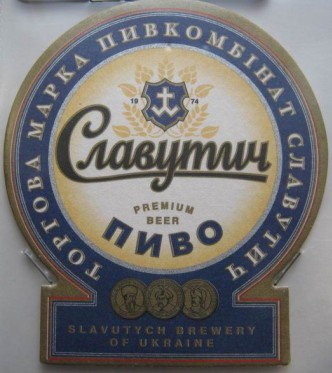 ТОРГОВА МАРКА ПИВКОМБІНАТ СЛАВУТИЧ
19 74
Славутич
PREMIUM
BEER
ПИВО
SLAVUTYCH BREWERY
OF UKRAINE